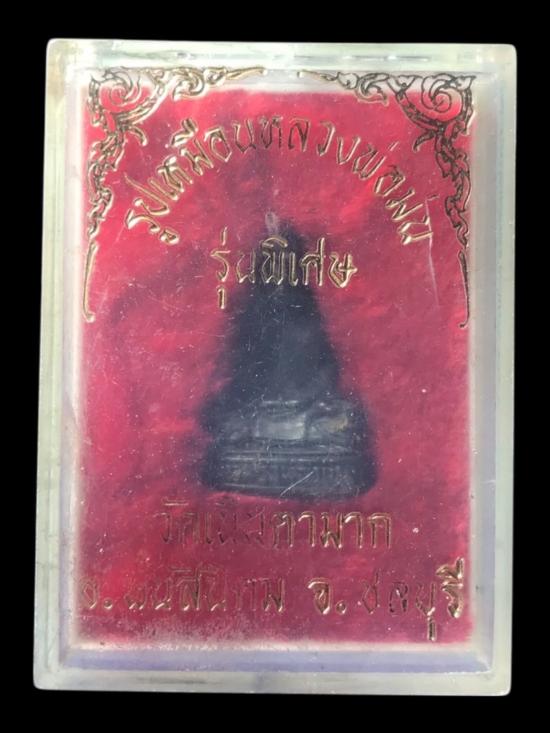 รูปเหมือนหลวงพ่อม่น
รุ่นพิเศษ
วัดเนินตามาก
อ.พนัสนิคม จ.ชลบุรี